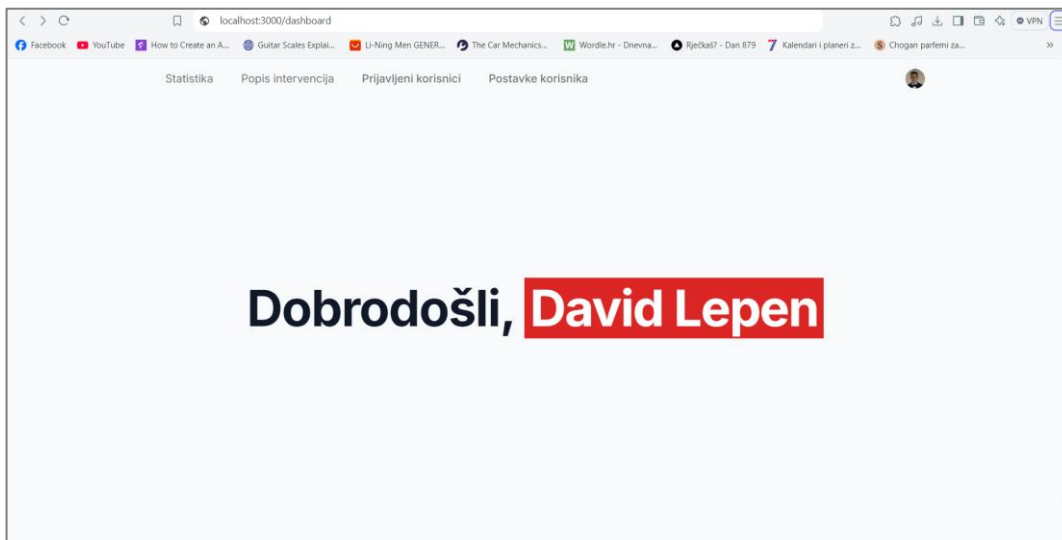 localhost:3000/dashboard
VPN
Facebook YouTube How to Create an A... Guitar Scales Explai... Li-Ning Men GENER... The Car Mechanics... Wordle.hr - Dnevna... Rječkaš? - Dan 879 Kalendari i planeri z... Chogan parfemi za...
Statistika Popis intervencija Prijavljeni korisnici Postavke korisnika
Dobrodošli, David Lepen